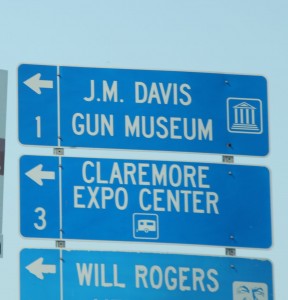 J.M. DAVIS
1 GUN MUSEUM
CLAREMORE
3 EXPO CENTER
WILL ROGERS